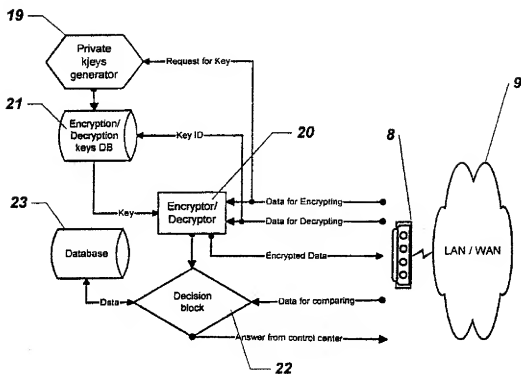 19
Private
kjeys
generator
Request for Key
9
21
Encryption/
Decryption
keys DB
Key ID
20
8
23
Key
Encryptor/
Decryptor
Data for Encrypting
Data for Decrypting
Encrypted Data
LAN / WAN
Database
Data
Decision
block
Data for comparing
Answer from control center
22